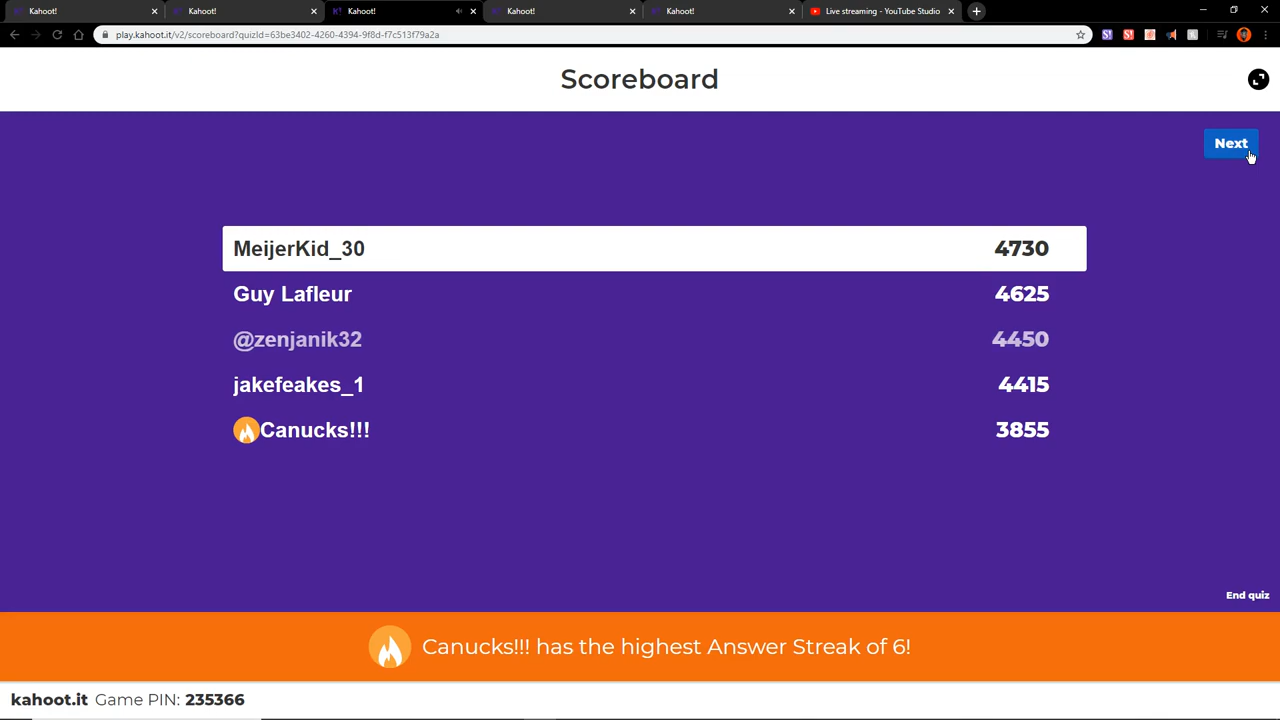 Kahoot! Kahoot! Kahoot! Kahoot! Kahoot! Live streaming - YouTube Studio
play.kahoot.it/v2/scoreboard?quizId=63be3402-4260-4394-9f8d-f7c513f79a2a
Scoreboard
Next
MeijerKid_30 4730
Guy Lafleur 4625
@zenjanik32 4450
jakefeakes_1 4415
Canucks!!! 3855
End quiz
Canucks!!! has the highest Answer Streak of 6!
kahoot.it Game PIN: 235366